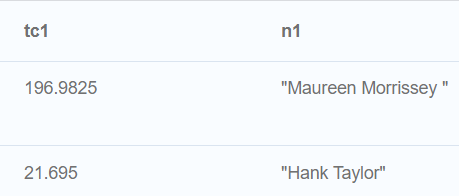 tc1 n1
196.9825 "Maureen Morrissey "
21.695 "Hank Taylor"